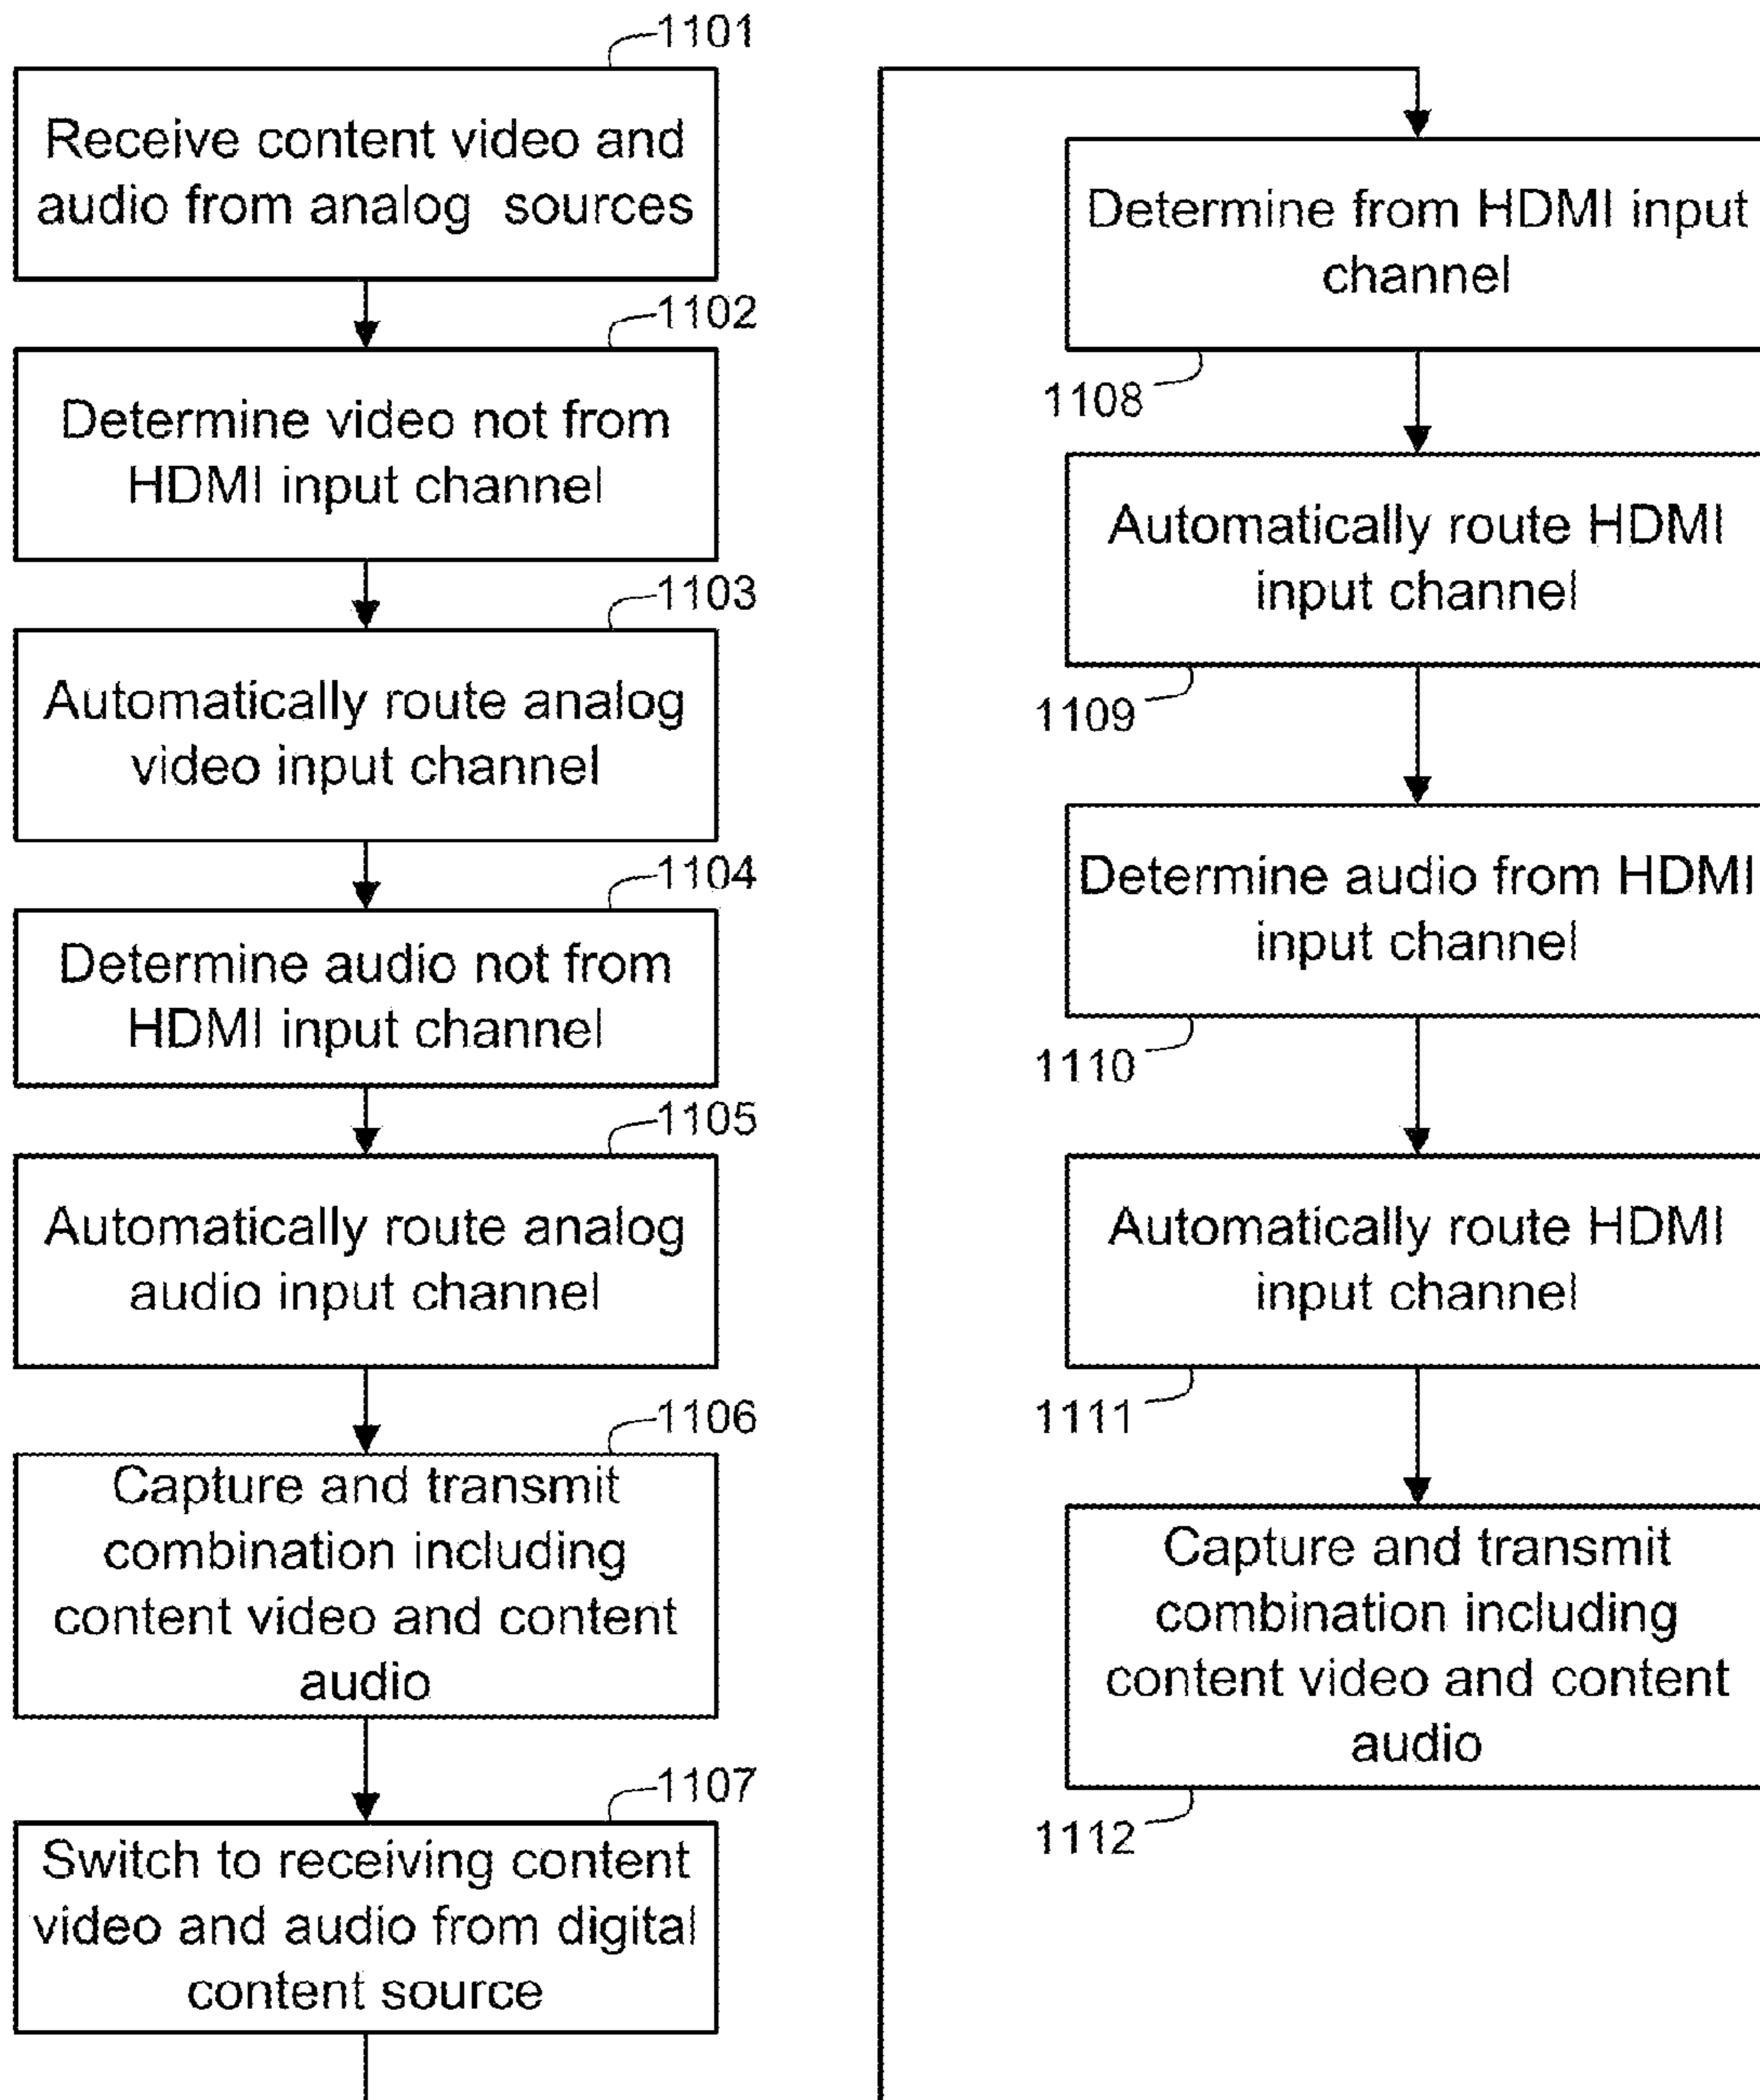 1101
Receive content video and
audio from analog sources
1102
Determine video not from
HDMI input channel
1103
Automatically route analog
video input channel
1104
Determine audio not from
HDMI input channel
1105
Automatically route analog
audio input channel
1106
Capture and transmit
combination including
content video and content
audio
1107
Switch to receiving content
video and audio from digital
content source
Determine from HDMI input
channel
1108
Automatically route HDMI
input channel
1109
Determine audio from HDMI
input channel
1110
Automatically route HDMI
input channel
1111
Capture and transmit
combination including
content video and content
audio
1112